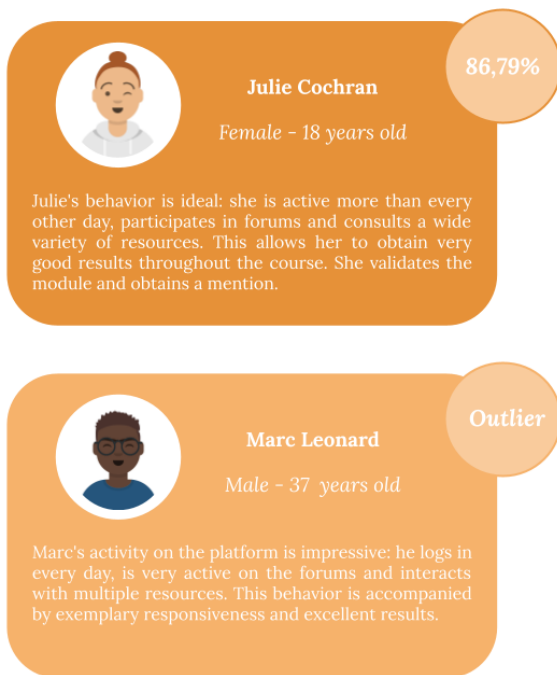 86,79%
Julie Cochran
Female - 18 years old
Julie's behavior is ideal: she is active more than every
other day, participates in forums and consults a wide
variety of resources. This allows her to obtain very
good results throughout the course. She validates the
module and obtains a mention.
Outlier
Marc Leonard
Male - 37 years old
Marc's activity on the platform is impressive: he logs in
every day, is very active on the forums and interacts
with multiple resources. This behavior is accompanied
by exemplary responsiveness and excellent results.